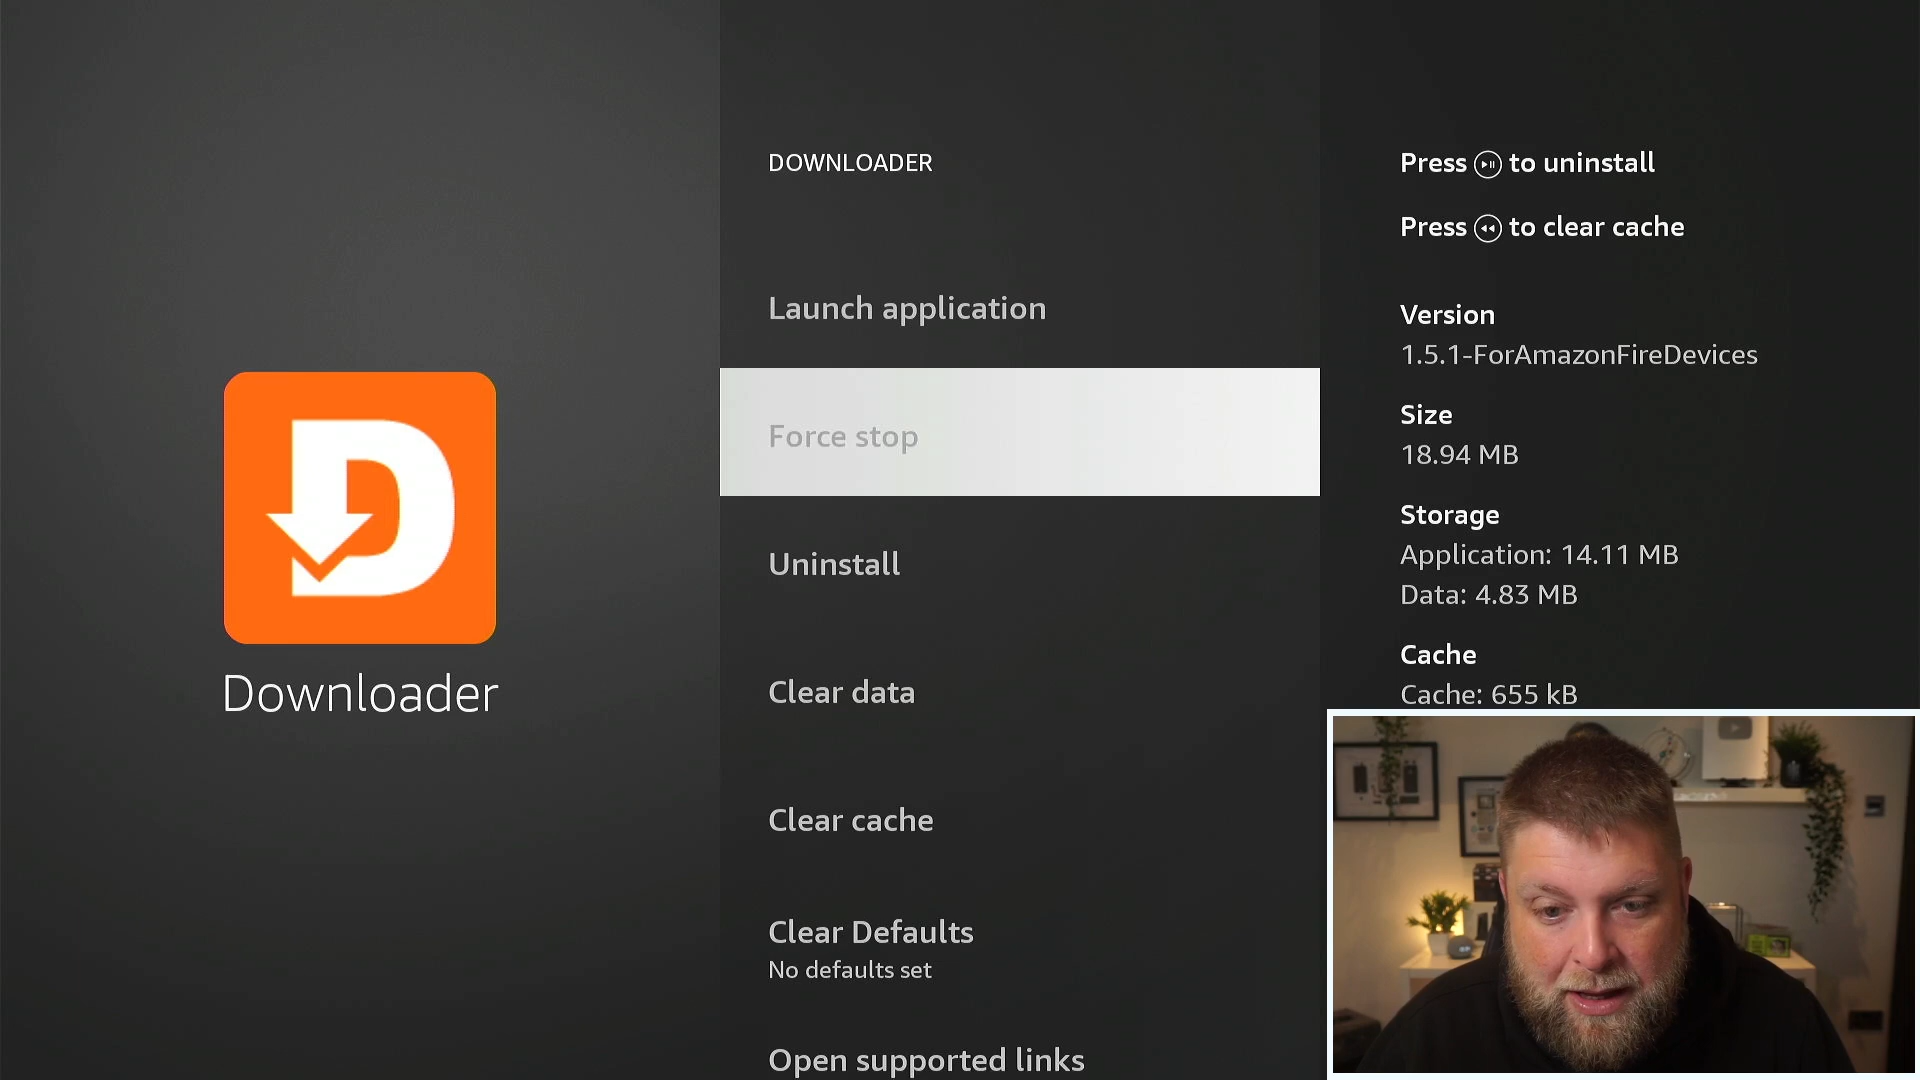 Downloader
DOWNLOADER
Launch application
Force stop
Uninstall
Clear data
Clear cache
Clear Defaults
No defaults set
Open supported links
Press to uninstall
Press to clear cache
Version
1.5.1-ForAmazonFireDevices
Size
18.94 MB
Storage
Application: 14.11 MB
Data: 4.83 MB
Cache
Cache: 655 kB